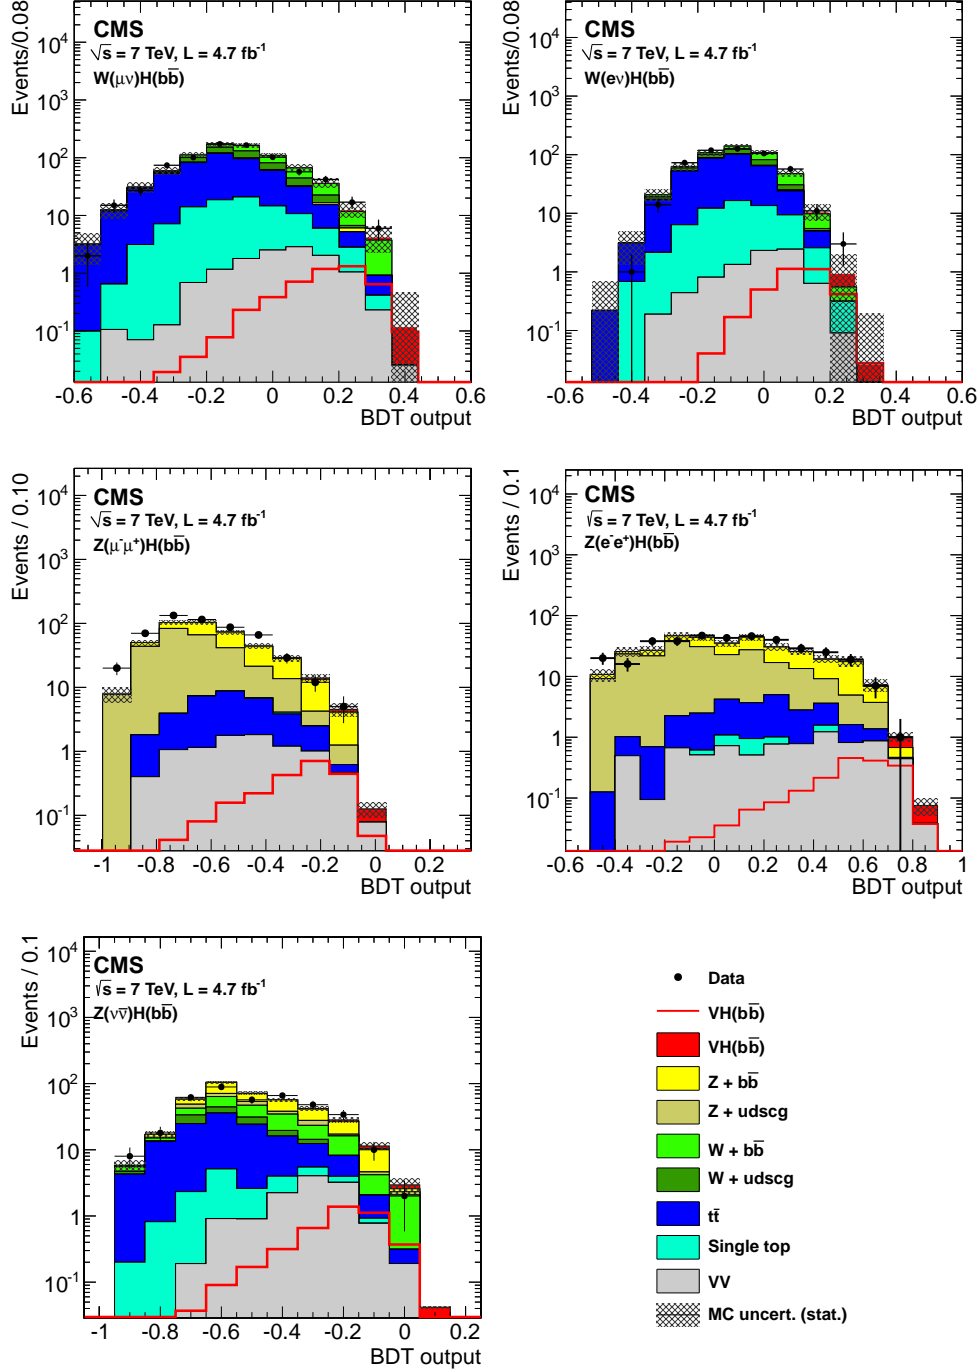 Events/0.08
10⁴
10³
10²
10
1
10⁻¹
CMS
√s = 7 TeV, L = 4.7 fb⁻¹
W(μν)H(bb̅)
-0.6 -0.4 -0.2 0 0.2 0.4 0.6
BDT output
Events/0.08
10⁴
10³
10²
10
1
10⁻¹
CMS
√s = 7 TeV, L = 4.7 fb⁻¹
W(eν)H(bb̅)
-0.6 -0.4 -0.2 0 0.2 0.4 0.6
BDT output
Events / 0.10
10⁴
10³
10²
10
1
10⁻¹
CMS
√s = 7 TeV, L = 4.7 fb⁻¹
Z(μ⁻μ⁺)H(bb̅)
-1 -0.8 -0.6 -0.4 -0.2 0 0.2
BDT output
Events / 0.1
10⁴
10³
10²
10
1
10⁻¹
CMS
√s = 7 TeV, L = 4.7 fb⁻¹
Z(e⁻e⁺)H(bb̅)
-0.6 -0.4 -0.2 0 0.2 0.4 0.6 0.8 1
BDT output
Events / 0.1
10⁴
10³
10²
10
1
10⁻¹
CMS
√s = 7 TeV, L = 4.7 fb⁻¹
Z(νν̅)H(bb̅)
-1 -0.8 -0.6 -0.4 -0.2 0 0.2
BDT output
Data
VH(bb̅)
VH(bb̅)
Z + bb̅
Z + udscg
W + bb̅
W + udscg
tt̅
Single top
VV
MC uncert. (stat.)